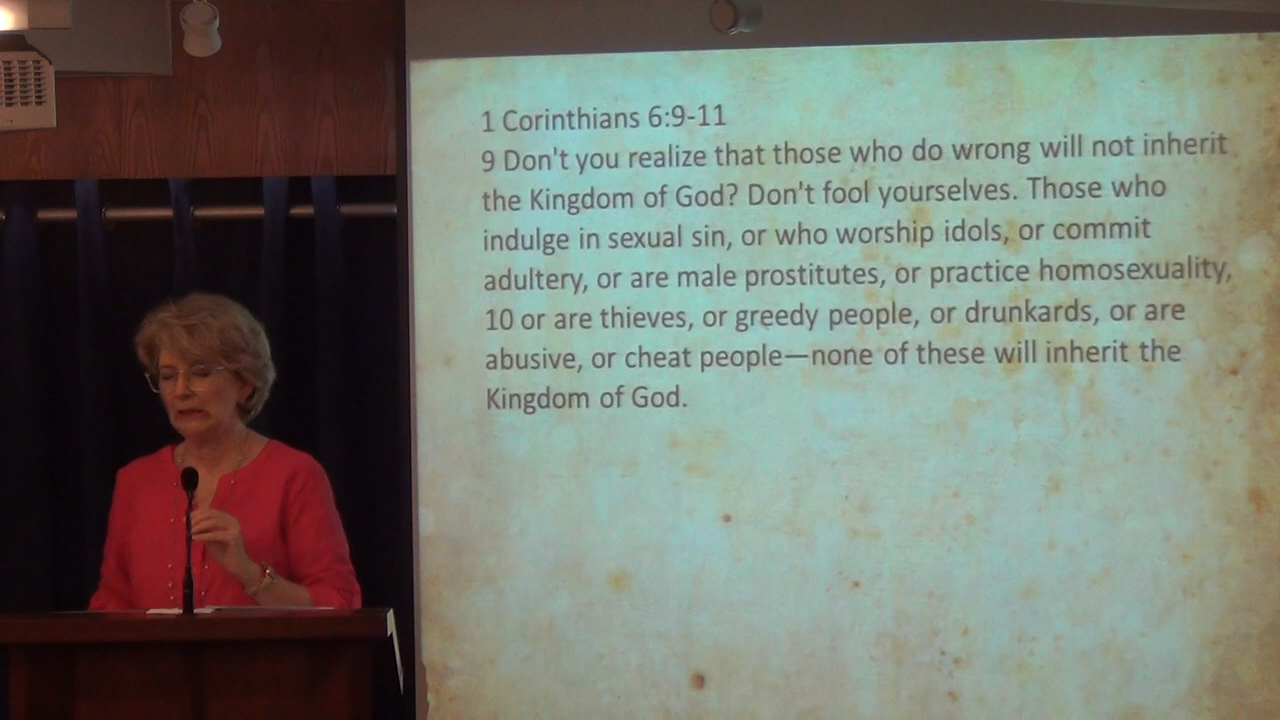 1 Corinthians 6:9-11
9 Don't you realize that those who do wrong will not inherit
the Kingdom of God? Don't fool yourselves. Those who
indulge in sexual sin, or who worship idols, or commit
adultery, or are male prostitutes, or practice homosexuality,
10 or are thieves, or greedy people, or drunkards, or are
abusive, or cheat people—none of these will inherit the
Kingdom of God.